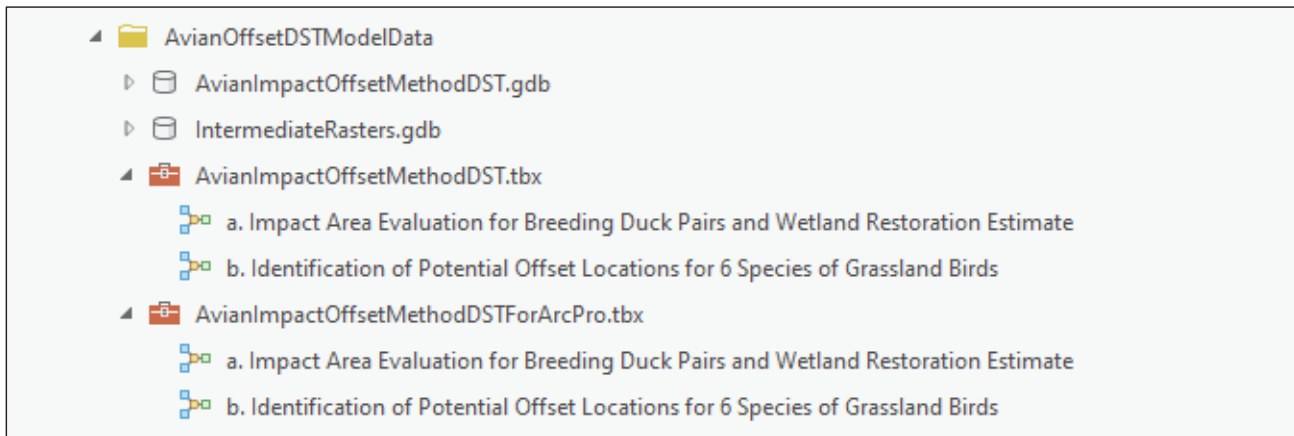 AvianOffsetDSTModelData
AvianImpactOffsetMethodDST.gdb
IntermediateRasters.gdb
AvianImpactOffsetMethodDST.tbx
a. Impact Area Evaluation for Breeding Duck Pairs and Wetland Restoration Estimate
b. Identification of Potential Offset Locations for 6 Species of Grassland Birds
AvianImpactOffsetMethodDSTForArcPro.tbx
a. Impact Area Evaluation for Breeding Duck Pairs and Wetland Restoration Estimate
b. Identification of Potential Offset Locations for 6 Species of Grassland Birds